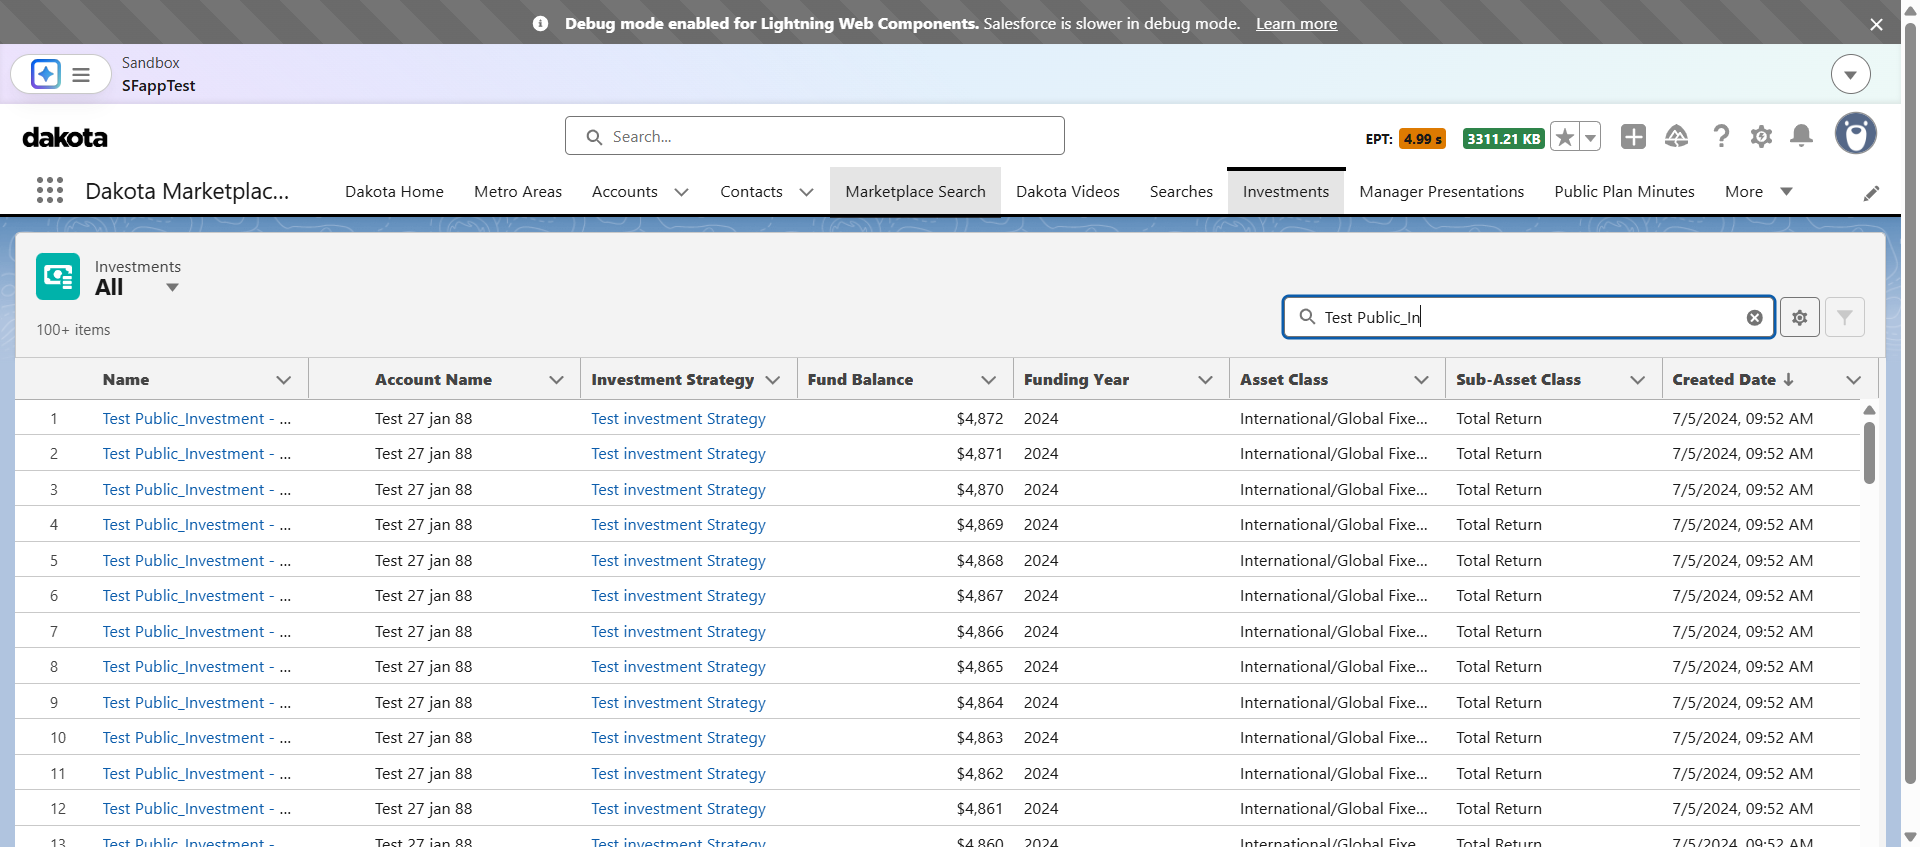 Debug mode enabled for Lightning Web Components. Salesforce is slower in debug mode. Learn more
Sandbox
SFappTest
dakota
Search...
EPT: 4.99 s 3311.21 KB
Dakota Marketplac... Dakota Home Metro Areas Accounts Contacts Marketplace Search Dakota Videos Searches Investments Manager Presentations Public Plan Minutes More
Investments
All
100+ items
Test Public_In
Name Account Name Investment Strategy Fund Balance Funding Year Asset Class Sub-Asset Class Created Date
1 Test Public_Investment - ... Test 27 jan 88 Test investment Strategy $4,872 2024 International/Global Fixe... Total Return 7/5/2024, 09:52 AM
2 Test Public_Investment - ... Test 27 jan 88 Test investment Strategy $4,871 2024 International/Global Fixe... Total Return 7/5/2024, 09:52 AM
3 Test Public_Investment - ... Test 27 jan 88 Test investment Strategy $4,870 2024 International/Global Fixe... Total Return 7/5/2024, 09:52 AM
4 Test Public_Investment - ... Test 27 jan 88 Test investment Strategy $4,869 2024 International/Global Fixe... Total Return 7/5/2024, 09:52 AM
5 Test Public_Investment - ... Test 27 jan 88 Test investment Strategy $4,868 2024 International/Global Fixe... Total Return 7/5/2024, 09:52 AM
6 Test Public_Investment - ... Test 27 jan 88 Test investment Strategy $4,867 2024 International/Global Fixe... Total Return 7/5/2024, 09:52 AM
7 Test Public_Investment - ... Test 27 jan 88 Test investment Strategy $4,866 2024 International/Global Fixe... Total Return 7/5/2024, 09:52 AM
8 Test Public_Investment - ... Test 27 jan 88 Test investment Strategy $4,865 2024 International/Global Fixe... Total Return 7/5/2024, 09:52 AM
9 Test Public_Investment - ... Test 27 jan 88 Test investment Strategy $4,864 2024 International/Global Fixe... Total Return 7/5/2024, 09:52 AM
10 Test Public_Investment - ... Test 27 jan 88 Test investment Strategy $4,863 2024 International/Global Fixe... Total Return 7/5/2024, 09:52 AM
11 Test Public_Investment - ... Test 27 jan 88 Test investment Strategy $4,862 2024 International/Global Fixe... Total Return 7/5/2024, 09:52 AM
12 Test Public_Investment - ... Test 27 jan 88 Test investment Strategy $4,861 2024 International/Global Fixe... Total Return 7/5/2024, 09:52 AM
13 Test Public_Investment - ... Test 27 jan 88 Test investment Strategy $4,860 2024 International/Global Fixe... Total Return 7/5/2024, 09:52 AM